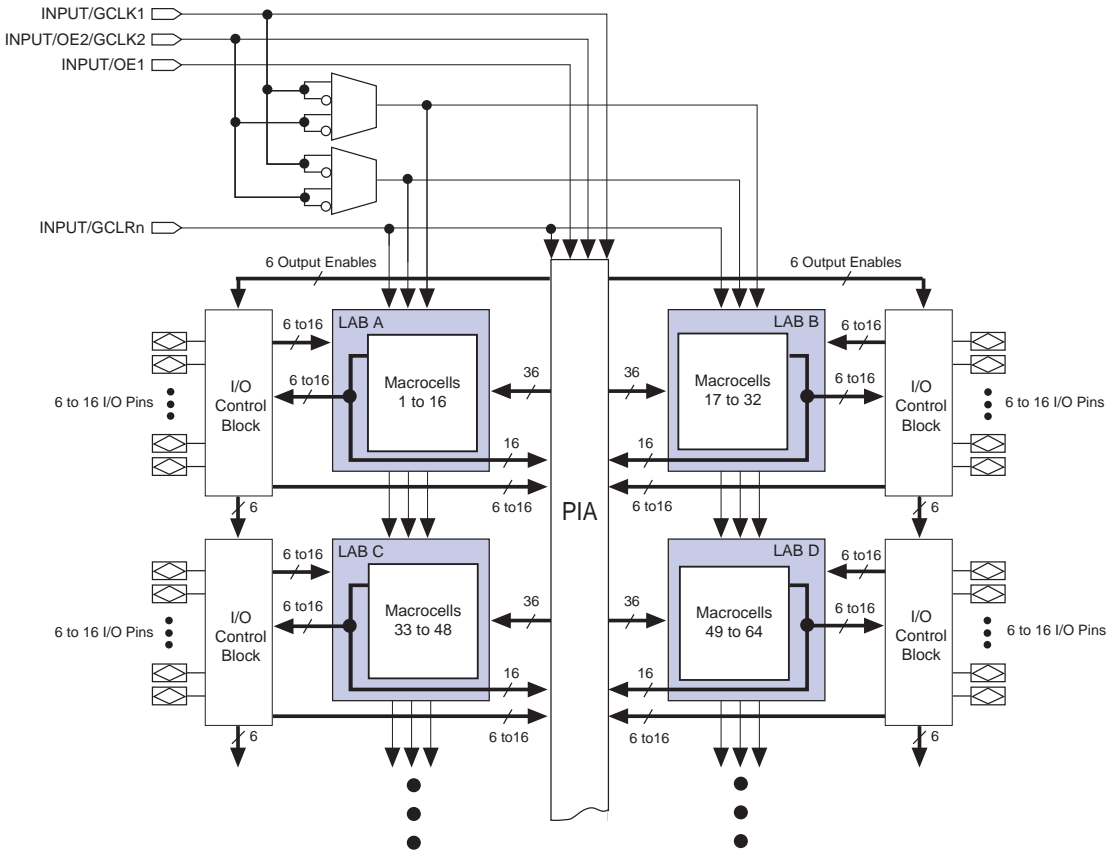 INPUT/GCLK1
INPUT/OE2/GCLK2
INPUT/OE1
INPUT/GCLRn
6 Output Enables
6 Output Enables
LAB A
LAB B
6 to16
6 to16
6 to 16 I/O Pins
I/O
Control
Block
6 to16
Macrocells
1 to 16
36
36
Macrocells
17 to 32
6 to16
I/O
Control
Block
6 to 16 I/O Pins
16
16
6 to16
6 to16
PIA
6
6
LAB C
LAB D
6 to16
6 to16
6 to 16 I/O Pins
I/O
Control
Block
6 to16
Macrocells
33 to 48
36
36
Macrocells
49 to 64
6 to16
I/O
Control
Block
6 to 16 I/O Pins
16
16
6 to16
6 to16
6
6